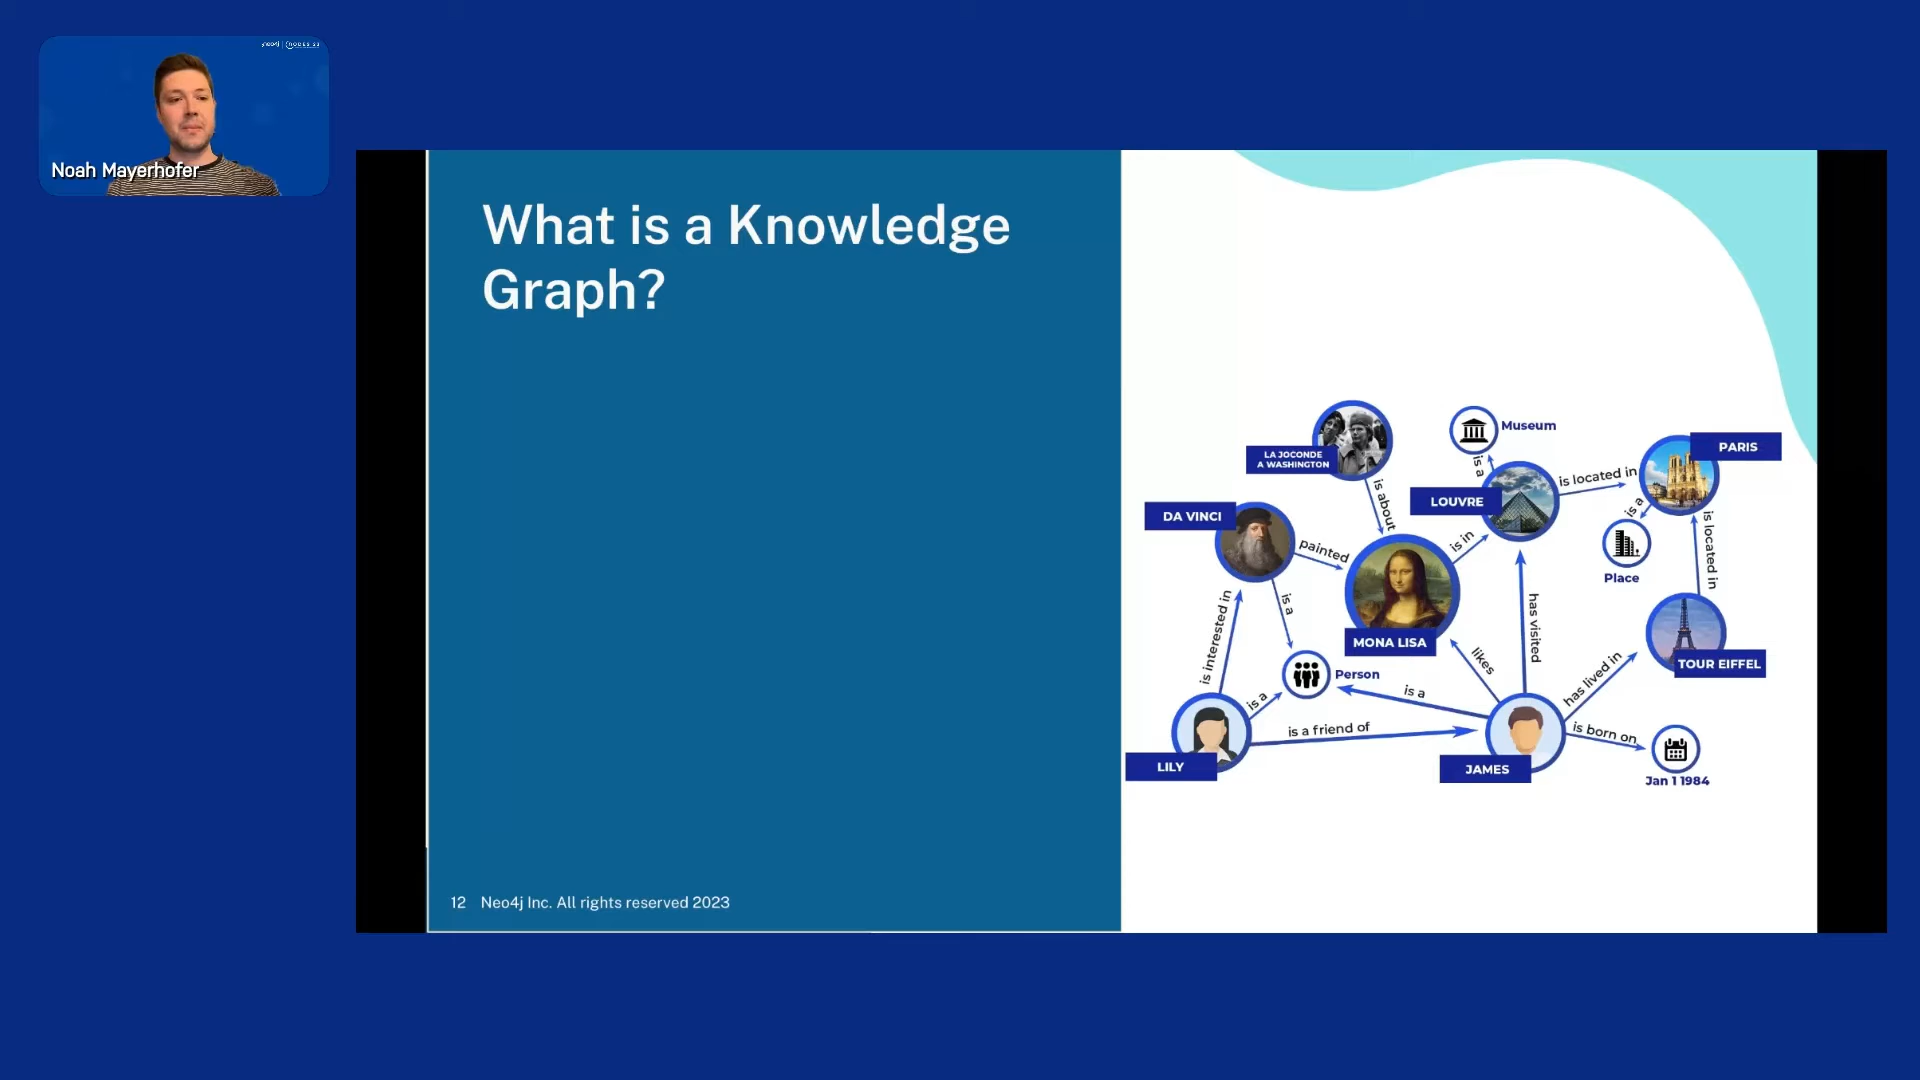 neo4j
NODES 23
Noah Mayerhofer
What is a Knowledge
Graph?
LA JOCONDE
A WASHINGTON
Museum
PARIS
is a
is located in
LOUVRE
is about
DA VINCI
is a
painted
is in
is located in
Place
is interested in
is a
has visited
MONA LISA
likes
TOUR EIFFEL
Person
has lived in
is a
is a
is a friend of
is born on
LILY
JAMES
Jan 1 1984
12 Neo4j Inc. All rights reserved 2023